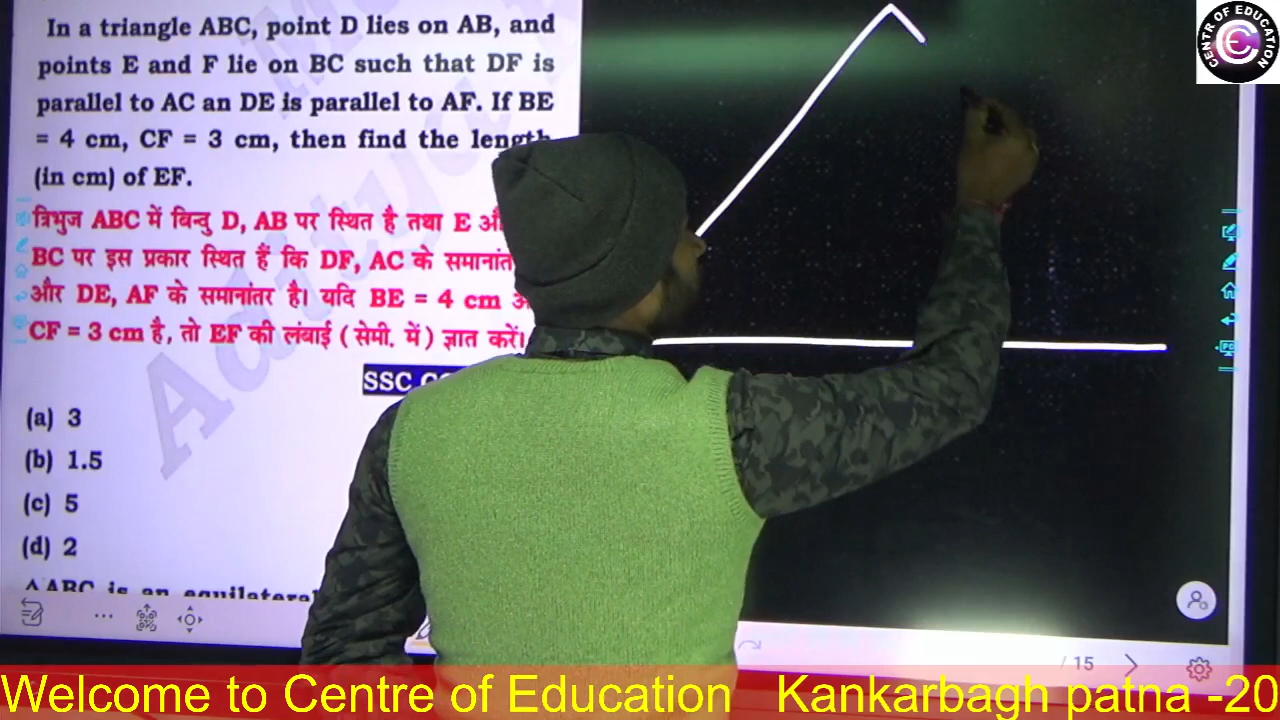 In a triangle ABC, point D lies on AB, and
points E and F lie on BC such that DF is
parallel to AC an DE is parallel to AF. If BE
= 4 cm, CF = 3 cm, then find the length
(in cm) of EF.
त्रिभुज ABC में बिन्दु D, AB पर स्थित है तथा E
BC पर इस प्रकार स्थित हैं कि DF, AC के
और DE, AF के समानांतर है। यदि BE = 4 cm
CF = 3 cm है, तो EF की लंबाई ( सेमी. में ) ज्ञात करें।
SSC
(a) 3
(b) 1.5
(c) 5
(d) 2
ABC is an equilateral
/ 15
CENTR OF EDUCATION
Welcome to Centre of Education Kankarbagh patna -20